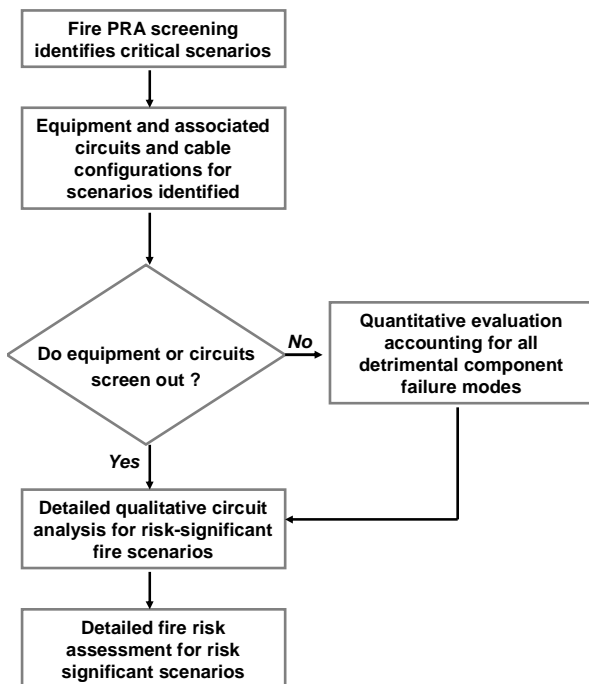 Fire PRA screening
identifies critical scenarios
Equipment and associated
circuits and cable
configurations for
scenarios identified
Do equipment or circuits
screen out ?
No
Quantitative evaluation
accounting for all
detrimental component
failure modes
Yes
Detailed qualitative circuit
analysis for risk-significant
fire scenarios
Detailed fire risk
assessment for risk
significant scenarios